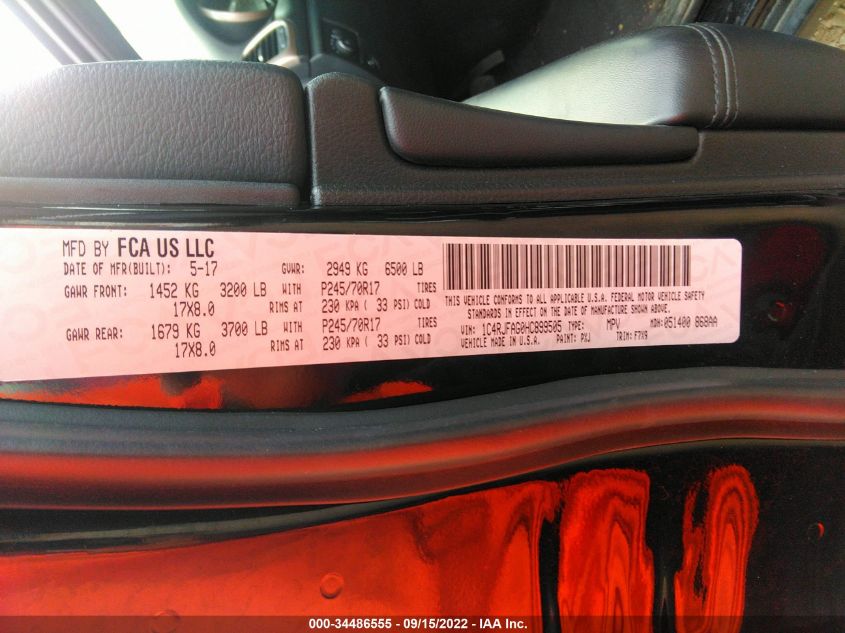 MFD BY FCA US LLC
DATE OF MFR(BUILT): 5-17 GVWR: 2949 KG 6500 LB
GAWR FRONT: 1452 KG 3200 LB WITH P245/70R17 TIRES
17X8.0 RIMS AT 230 KPA ( 33 PSI) COLD
GAWR REAR: 1679 KG 3700 LB WITH P245/70R17 TIRES
17X8.0 RIMS AT 230 KPA ( 33 PSI) COLD
THIS VEHICLE CONFORMS TO ALL APPLICABLE U.S.A. FEDERAL MOTOR VEHICLE SAFETY
STANDARDS IN EFFECT ON THE DATE OF MANUFACTURE SHOWN ABOVE.
VIN: 1C4RJFAG0HC899505 TYPE: MPV MDH: 051400 868AA
VEHICLE MADE IN U.S.A. PAINT: PXJ TRIM: F7X9
000-34486555 - 09/15/2022 - IAA Inc.